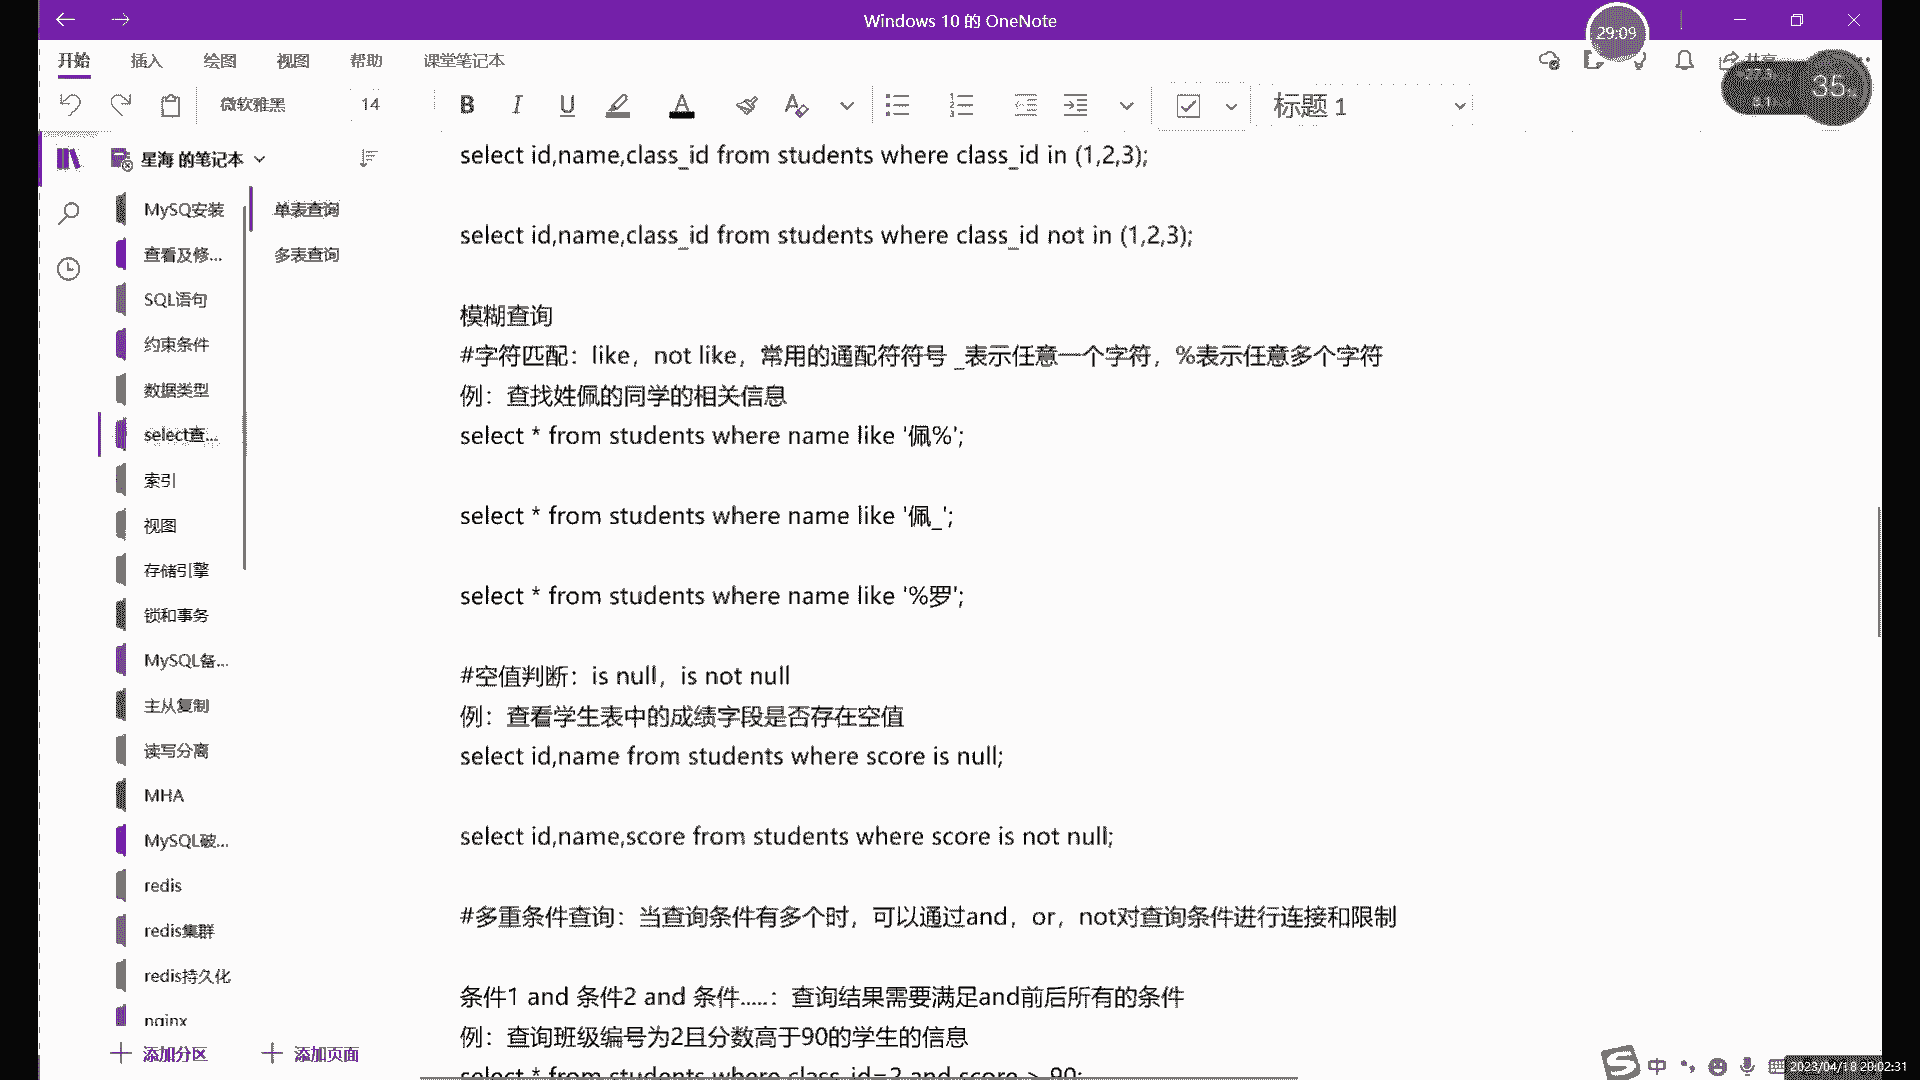 Windows 10 的 OneNote
29:09
开始 插入 绘图 视图 帮助 课堂笔记本
共享
微软雅黑 14 B I U A 标题 1
35%
星海 的笔记本
MySQ安装
查看及修...
SQL语句
约束条件
数据类型
select查...
索引
视图
存储引擎
锁和事务
MySQL备...
主从复制
读写分离
MHA
MySQL破...
redis
redis集群
redis持久化
nginx
添加分区
单表查询
多表查询
添加页面
select id,name,class_id from students where class_id in (1,2,3);
select id,name,class_id from students where class_id not in (1,2,3);
模糊查询
#字符匹配：like，not like，常用的通配符符号 _表示任意一个字符，%表示任意多个字符
例：查找姓佩的同学的相关信息
select * from students where name like '佩%';
select * from students where name like '佩_';
select * from students where name like '%罗';
#空值判断：is null，is not null
例：查看学生表中的成绩字段是否存在空值
select id,name from students where score is null;
select id,name,score from students where score is not null;
#多重条件查询：当查询条件有多个时，可以通过and，or，not对查询条件进行连接和限制
条件1 and 条件2 and 条件.....：查询结果需要满足and前后所有的条件
例：查询班级编号为2且分数高于90的学生的信息
select * from students where class_id=2 and score > 90;
中
2023/04/18 20:02:31